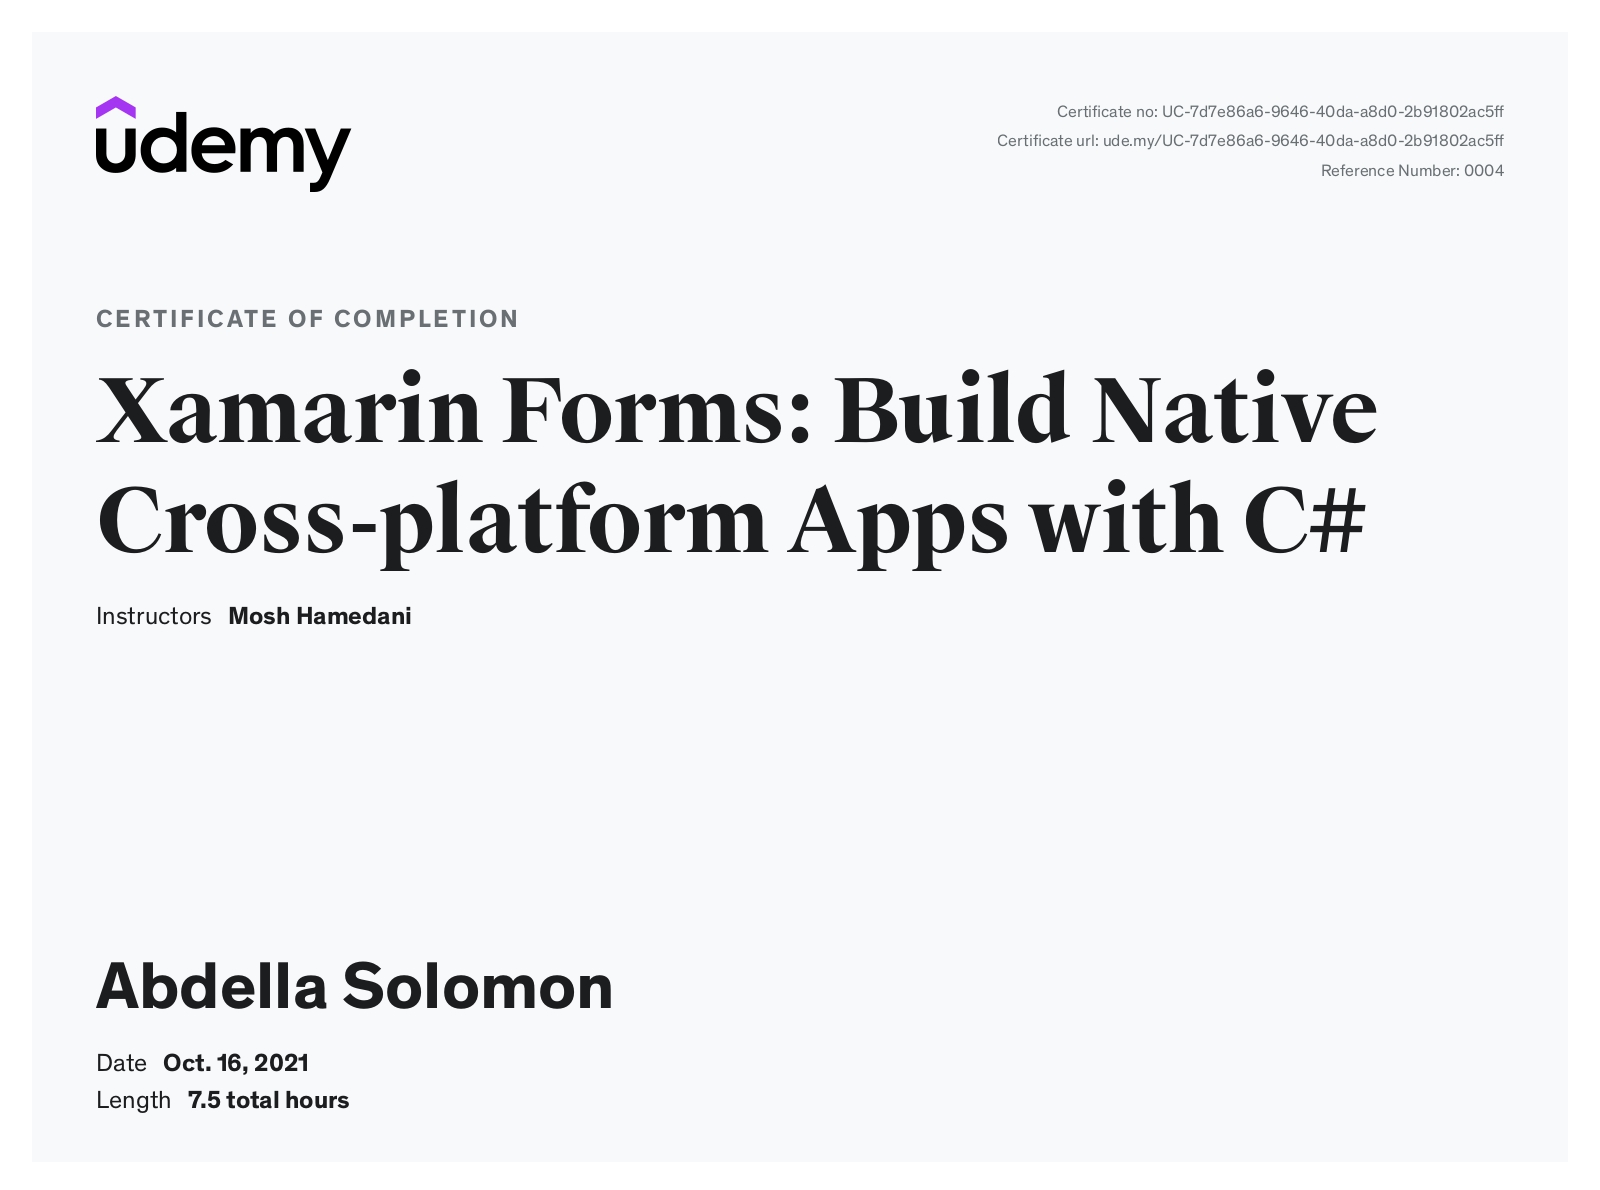 udemy
Certificate no: UC-7d7e86a6-9646-40da-a8d0-2b91802ac5ff
Certificate url: ude.my/UC-7d7e86a6-9646-40da-a8d0-2b91802ac5ff
Reference Number: 0004
CERTIFICATE OF COMPLETION
Xamarin Forms: Build Native
Cross-platform Apps with C#
Instructors Mosh Hamedani
Abdella Solomon
Date Oct. 16, 2021
Length 7.5 total hours